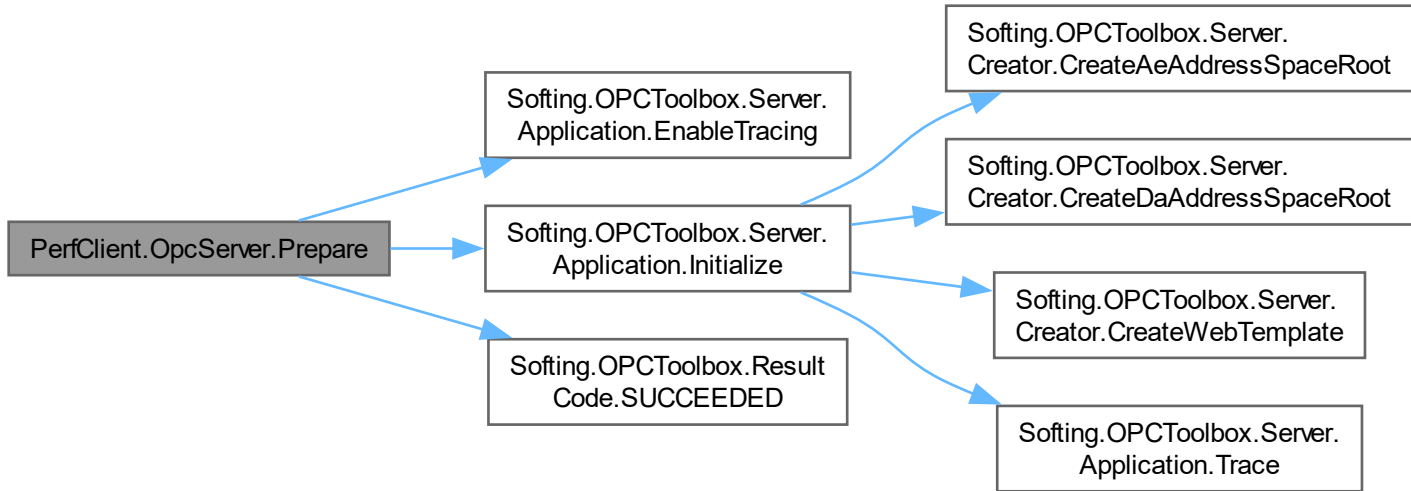 PerfClient.OpcServer.Prepare
Softing.OPCToolbox.Server.
Application.EnableTracing
Softing.OPCToolbox.Server.
Application.Initialize
Softing.OPCToolbox.Result
Code.SUCCEEDED
Softing.OPCToolbox.Server.
Creator.CreateAeAddressSpaceRoot
Softing.OPCToolbox.Server.
Creator.CreateDaAddressSpaceRoot
Softing.OPCToolbox.Server.
Creator.CreateWebTemplate
Softing.OPCToolbox.Server.
Application.Trace